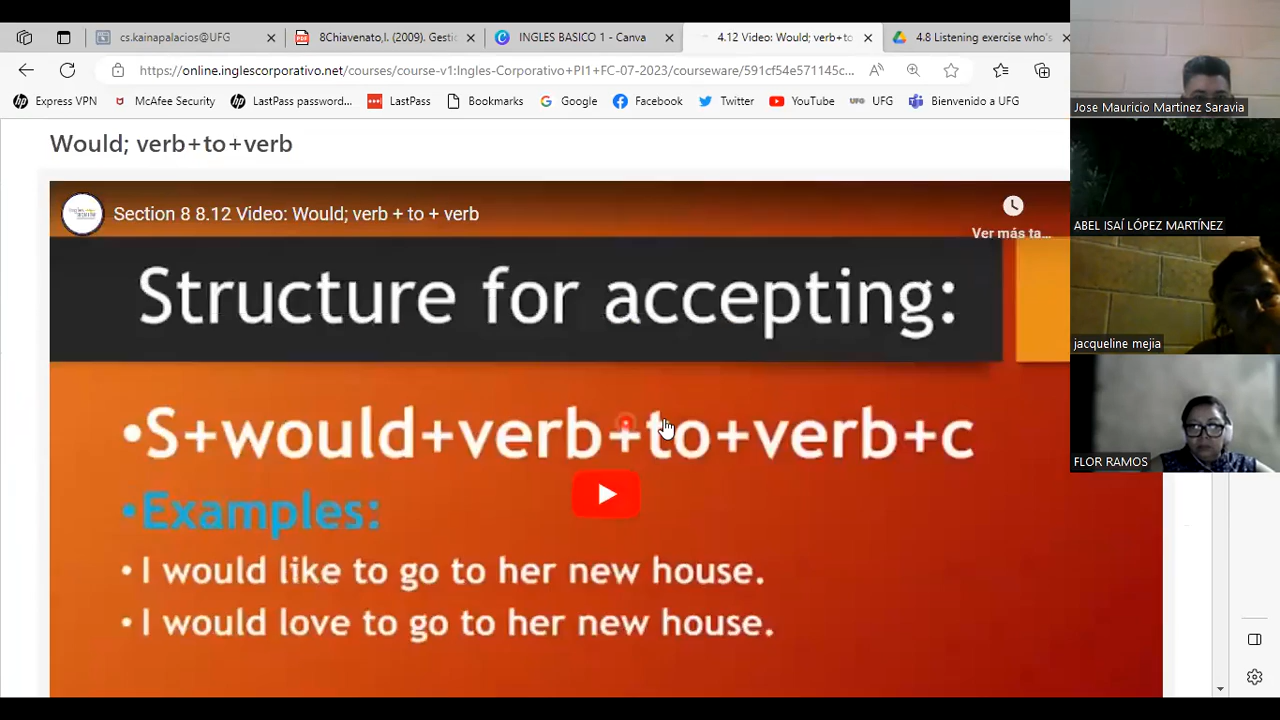 cs.kainapalacios@UFG
8Chiavenato,I. (2009). Gestic
INGLES BASICO 1 - Canva
4.12 Video: Would; verb+to
4.8 Listening exercise who's
https://online.inglescorporativo.net/courses/course-v1:Ingles-Corporativo+PI1+FC-07-2023/courseware/591cf54e571145c...
Express VPN
McAfee Security
LastPass password...
LastPass
Bookmarks
Google
Facebook
Twitter
YouTube
UFG
UFG
Bienvenido a UFG
Would; verb+to+verb
Section 8 8.12 Video: Would; verb + to + verb
Ver más ta...
Structure for accepting:
•S+would+verb+to+verb+c
•Examples:
• I would like to go to her new house.
• I would love to go to her new house.
Jose Mauricio Martinez Saravia
ABEL ISAÍ LÓPEZ MARTÍNEZ
jacqueline mejia
FLOR RAMOS